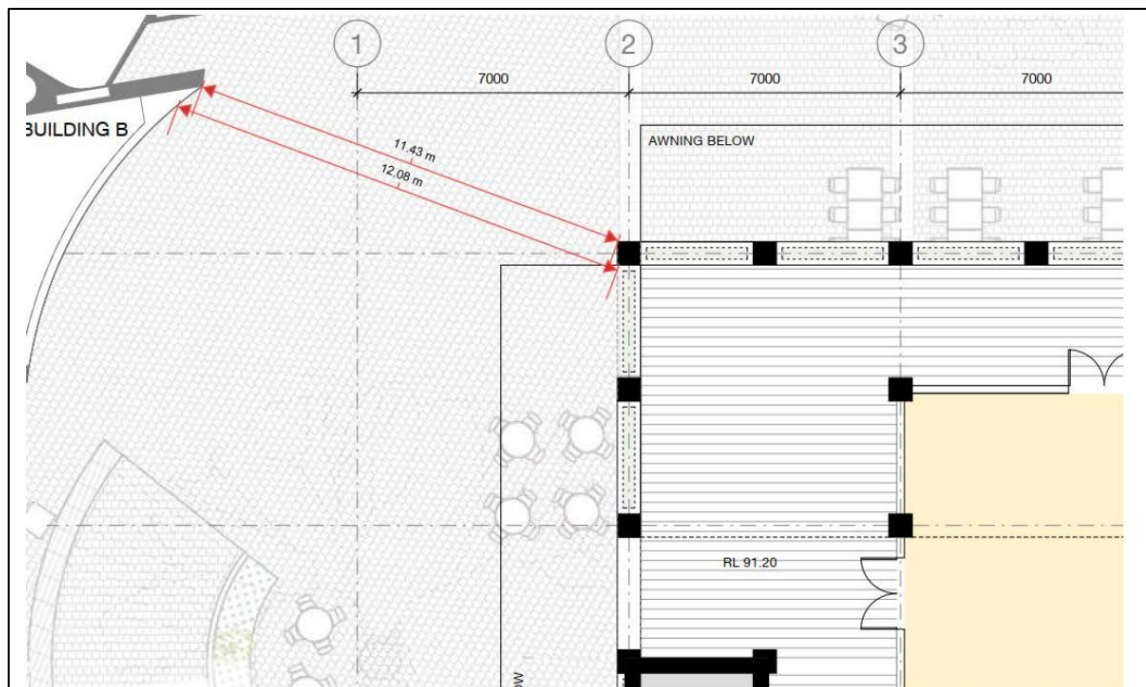 1 2 3
7000 7000 7000
BUILDING B
AWNING BELOW
11.43 m
12.08 m
RL 91.20